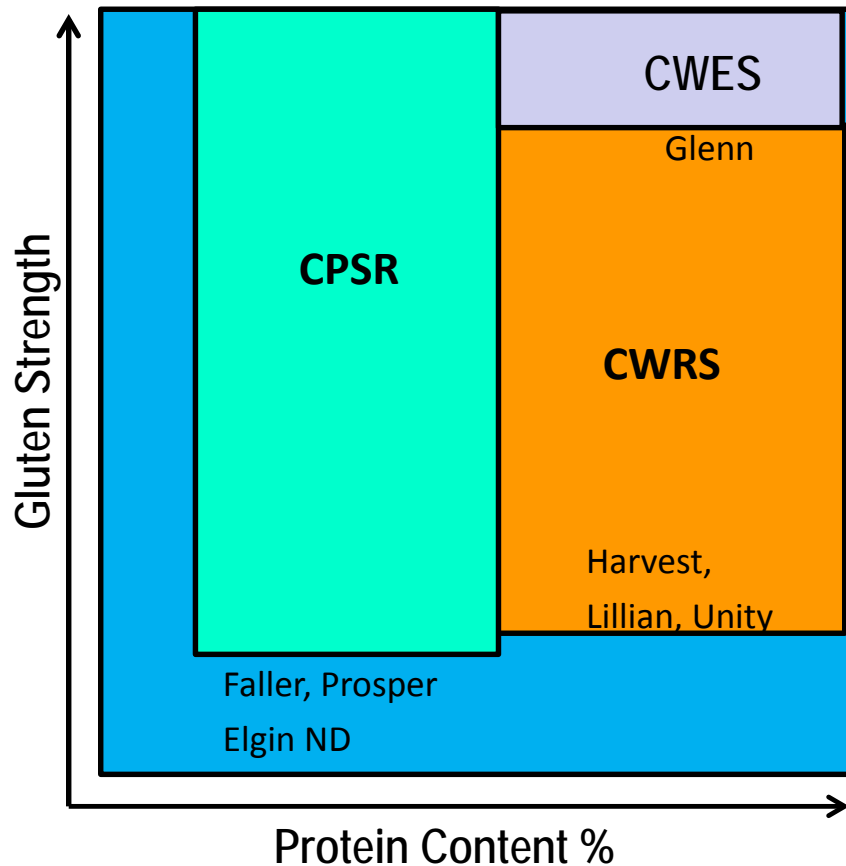 CWES
Glenn
CPSR
CWRS
Harvest,
Lillian, Unity
Faller, Prosper
Elgin ND
Gluten Strength
Protein Content %